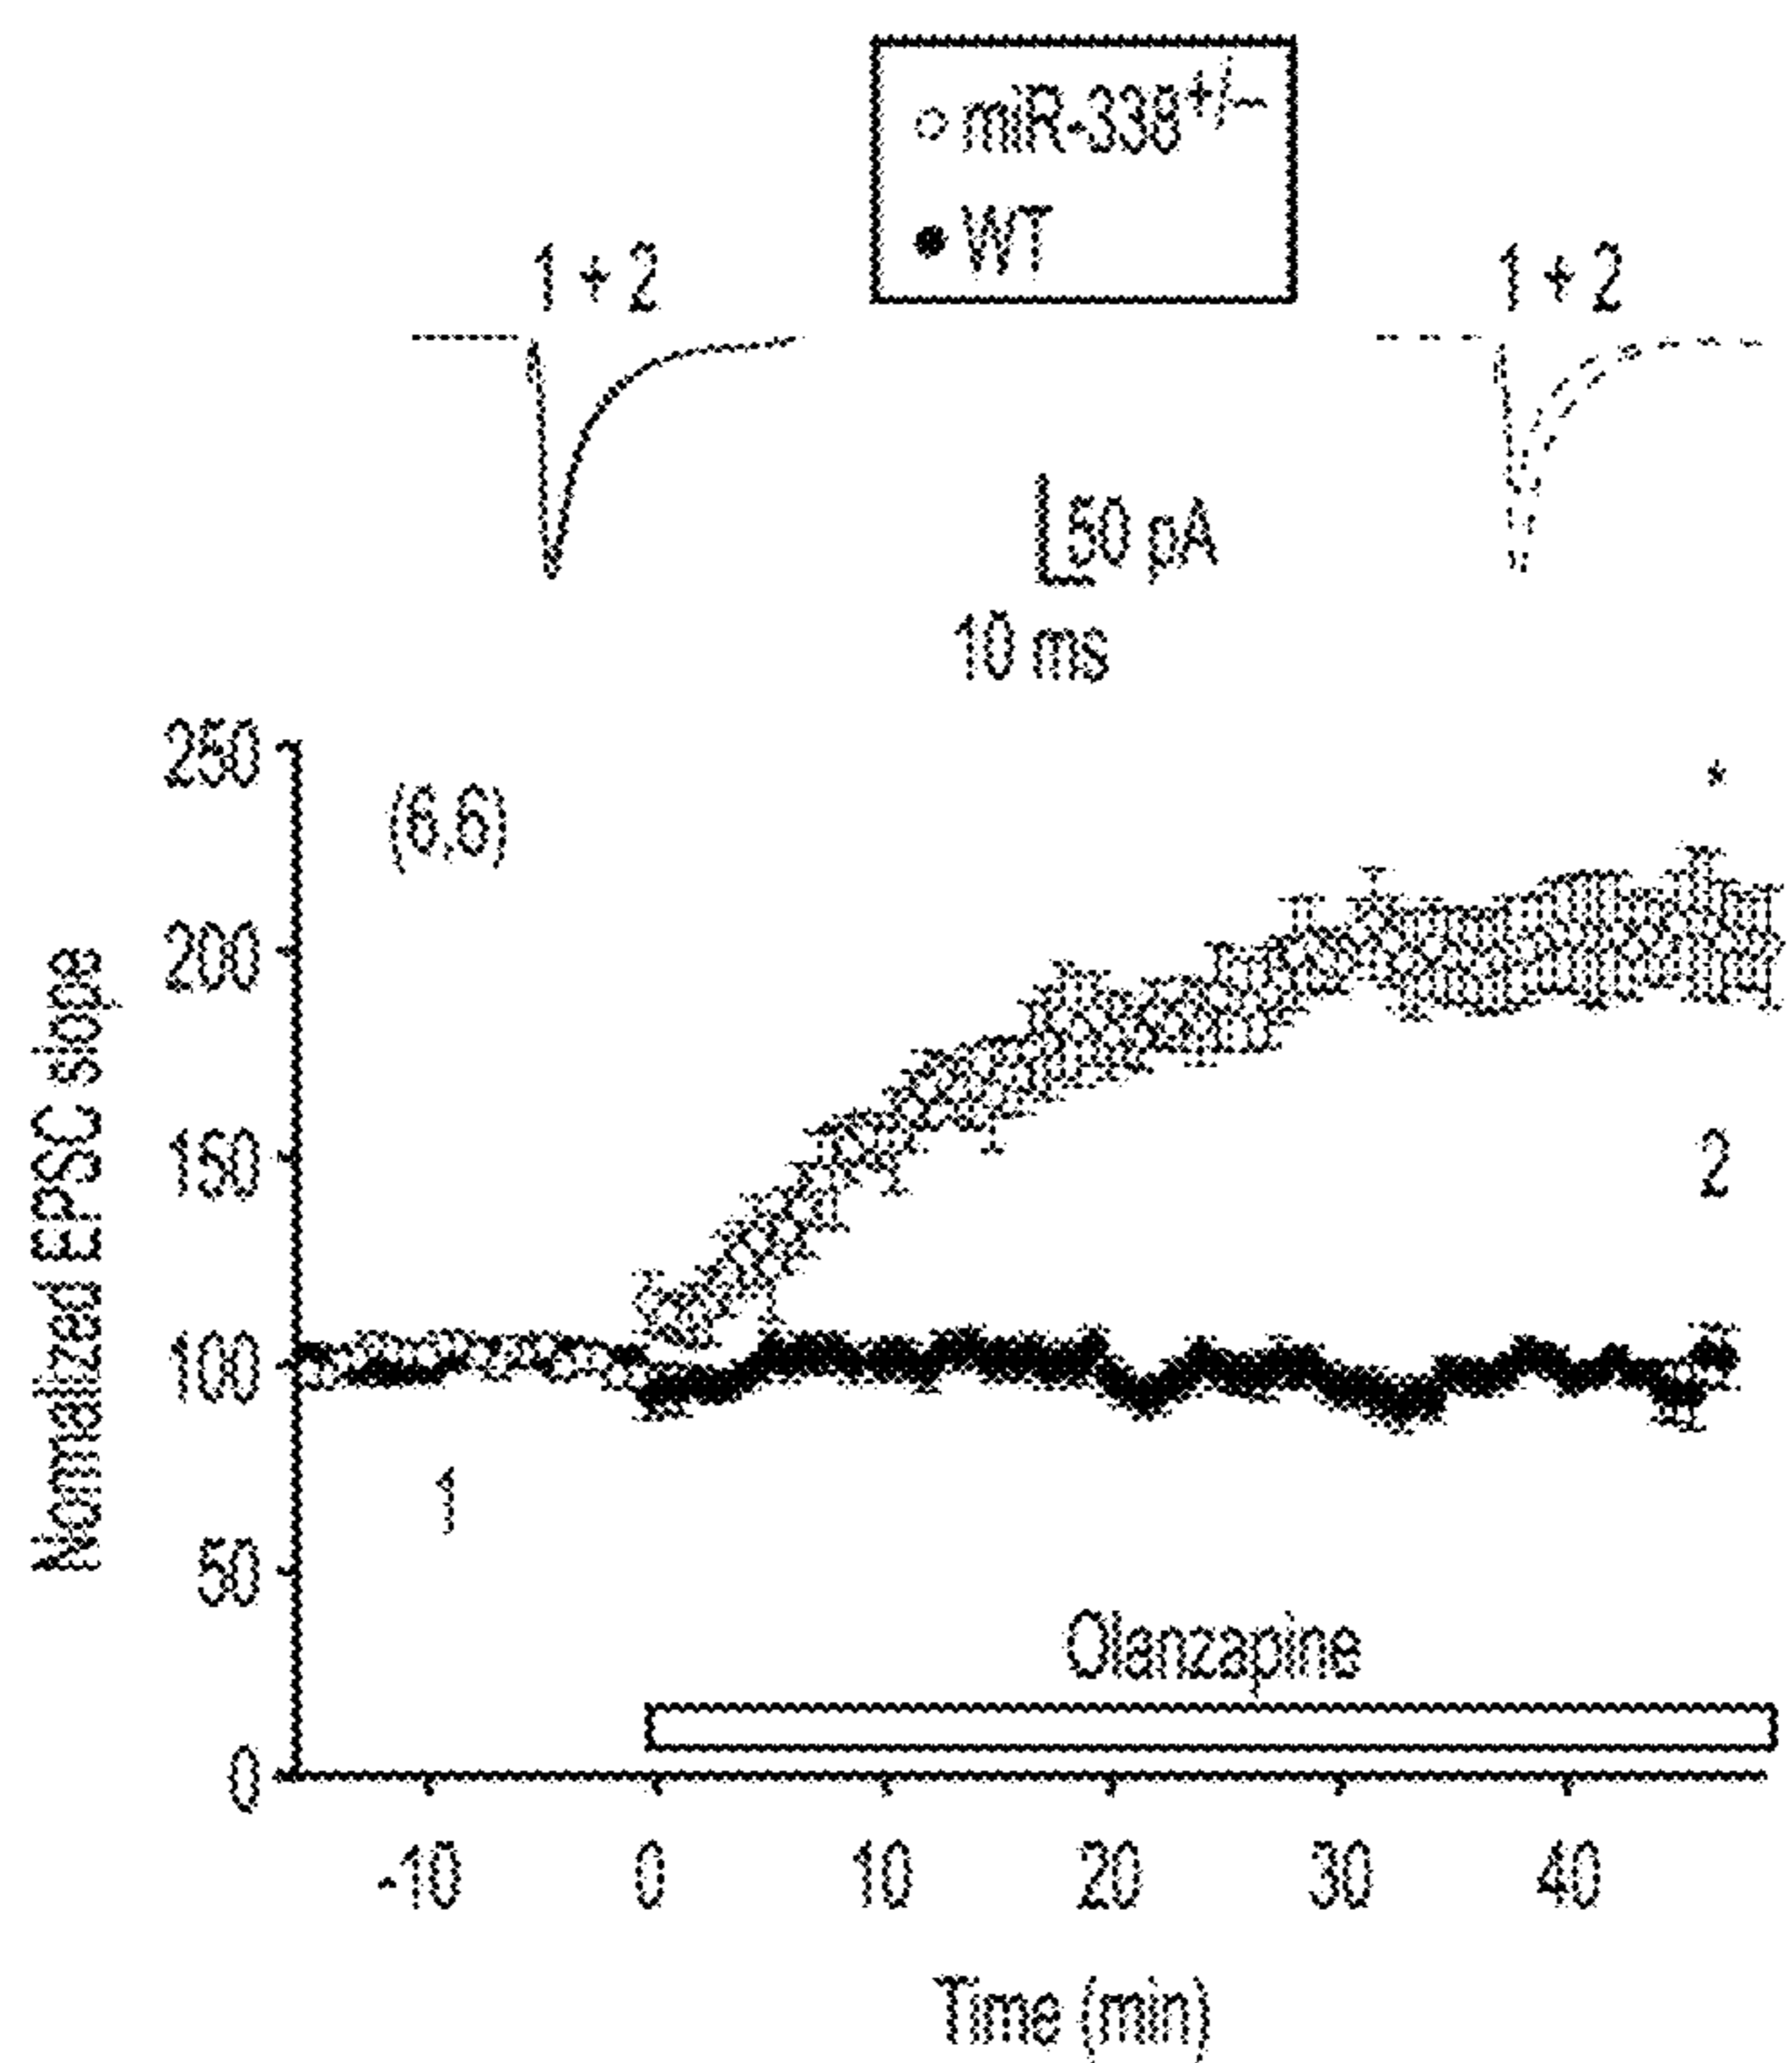 miR-338+/−
WT
1 + 2
1 + 2
50 pA
10 ms
Normalized EPSC slope
250
200
150
100
50
0
(6,6)
*
2
1
Olanzapine
-10
0
10
20
30
40
Time (min)